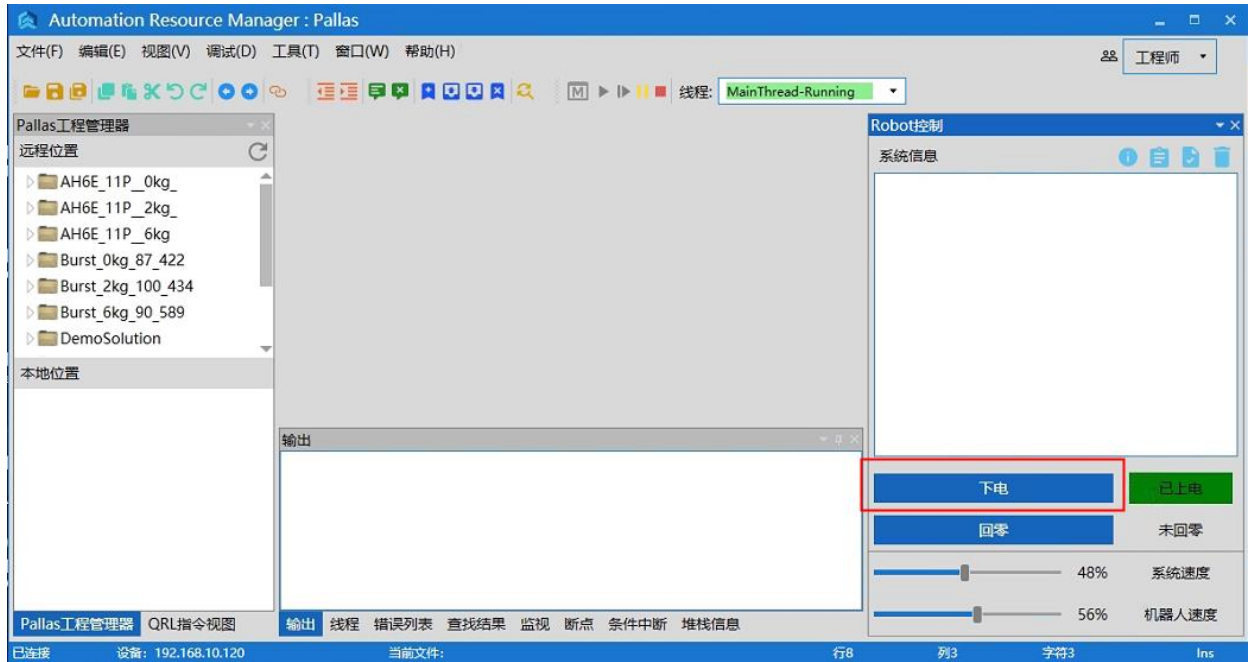 Automation Resource Manager : Pallas
文件(F) 编辑(E) 视图(V) 调试(D) 工具(T) 窗口(W) 帮助(H)
工程师
线程: MainThread-Running
Pallas工程管理器
远程位置
AH6E_11P__0kg_
AH6E_11P__2kg_
AH6E_11P__6kg
Burst_0kg_87_422
Burst_2kg_100_434
Burst_6kg_90_589
DemoSolution
本地位置
Pallas工程管理器 QRL指令视图
输出
输出 线程 错误列表 查找结果 监视 断点 条件中断 堆栈信息
Robot控制
系统信息
下电 已上电
回零 未回零
48% 系统速度
56% 机器人速度
已连接 设备: 192.168.10.120 当前文件: 行8 列3 字符3 Ins